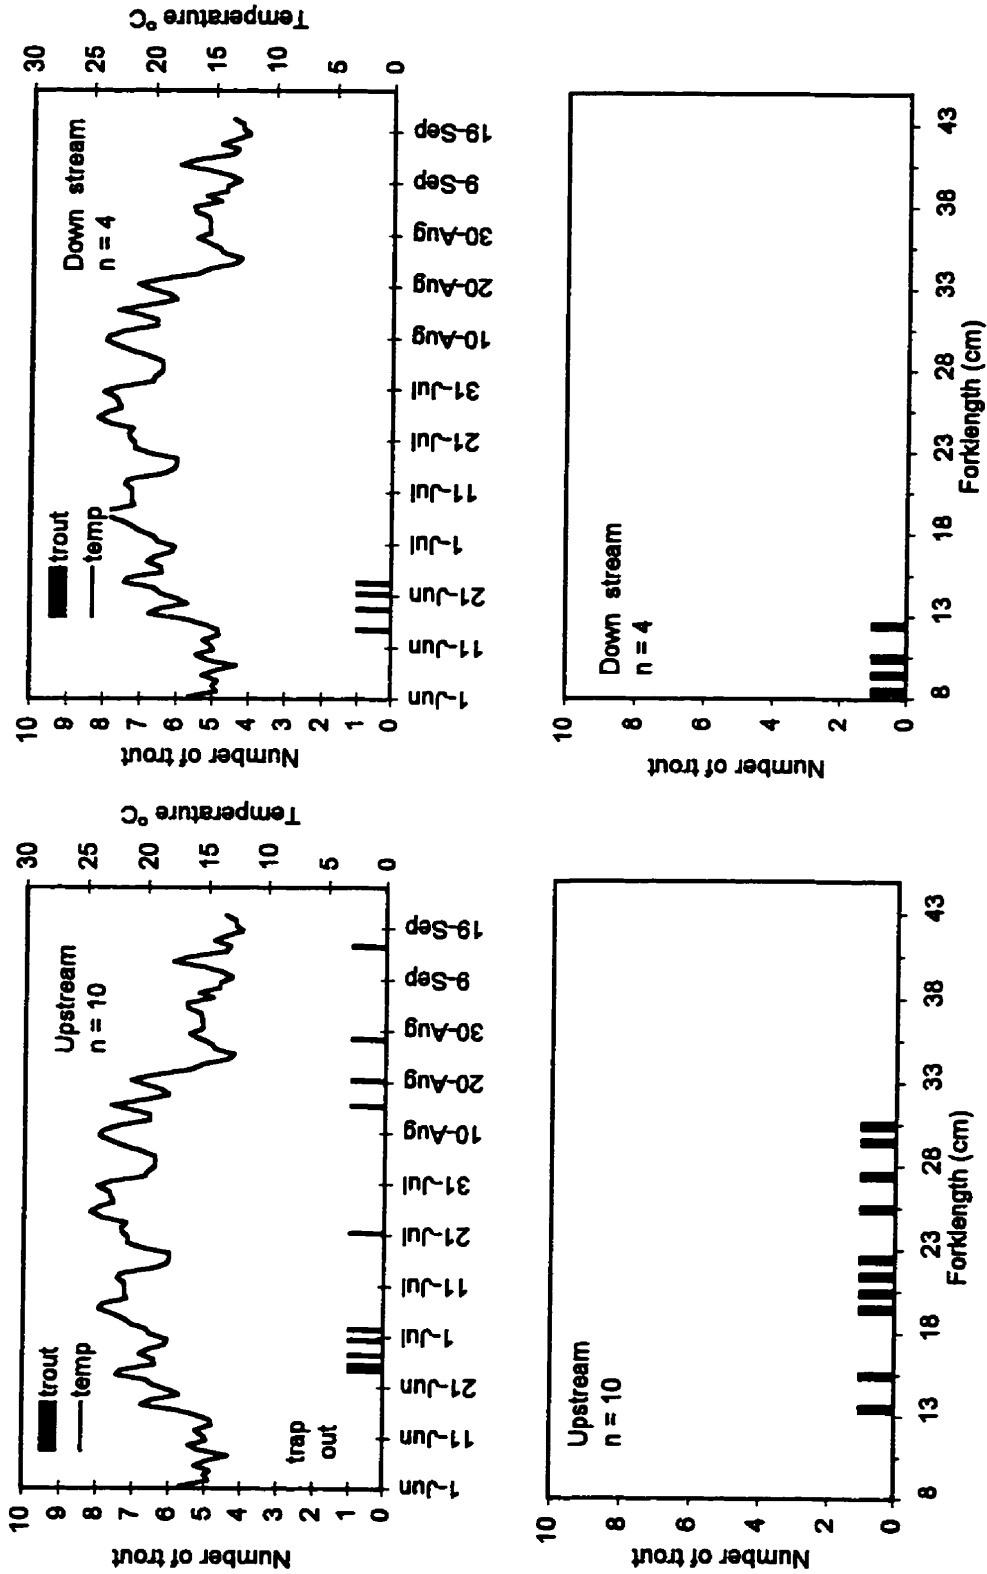 Number of trout
10
9
8
7
6
5
4
3
2
1
0
trout
temp
Upstream
n = 10
trap
out
30
25
20
15
10
5
0
Temperature °C
1-Jun
11-Jun
21-Jun
1-Jul
11-Jul
21-Jul
31-Jul
10-Aug
20-Aug
30-Aug
9-Sep
19-Sep
Number of trout
10
9
8
7
6
5
4
3
2
1
0
trout
temp
Down stream
n = 4
30
25
20
15
10
5
0
Temperature °C
1-Jun
11-Jun
21-Jun
1-Jul
11-Jul
21-Jul
31-Jul
10-Aug
20-Aug
30-Aug
9-Sep
19-Sep
Number of trout
10
8
6
4
2
0
Upstream
n = 10
8
13
18
23
28
33
38
43
Forklength (cm)
Number of trout
10
8
6
4
2
0
Down stream
n = 4
8
13
18
23
28
33
38
43
Forklength (cm)